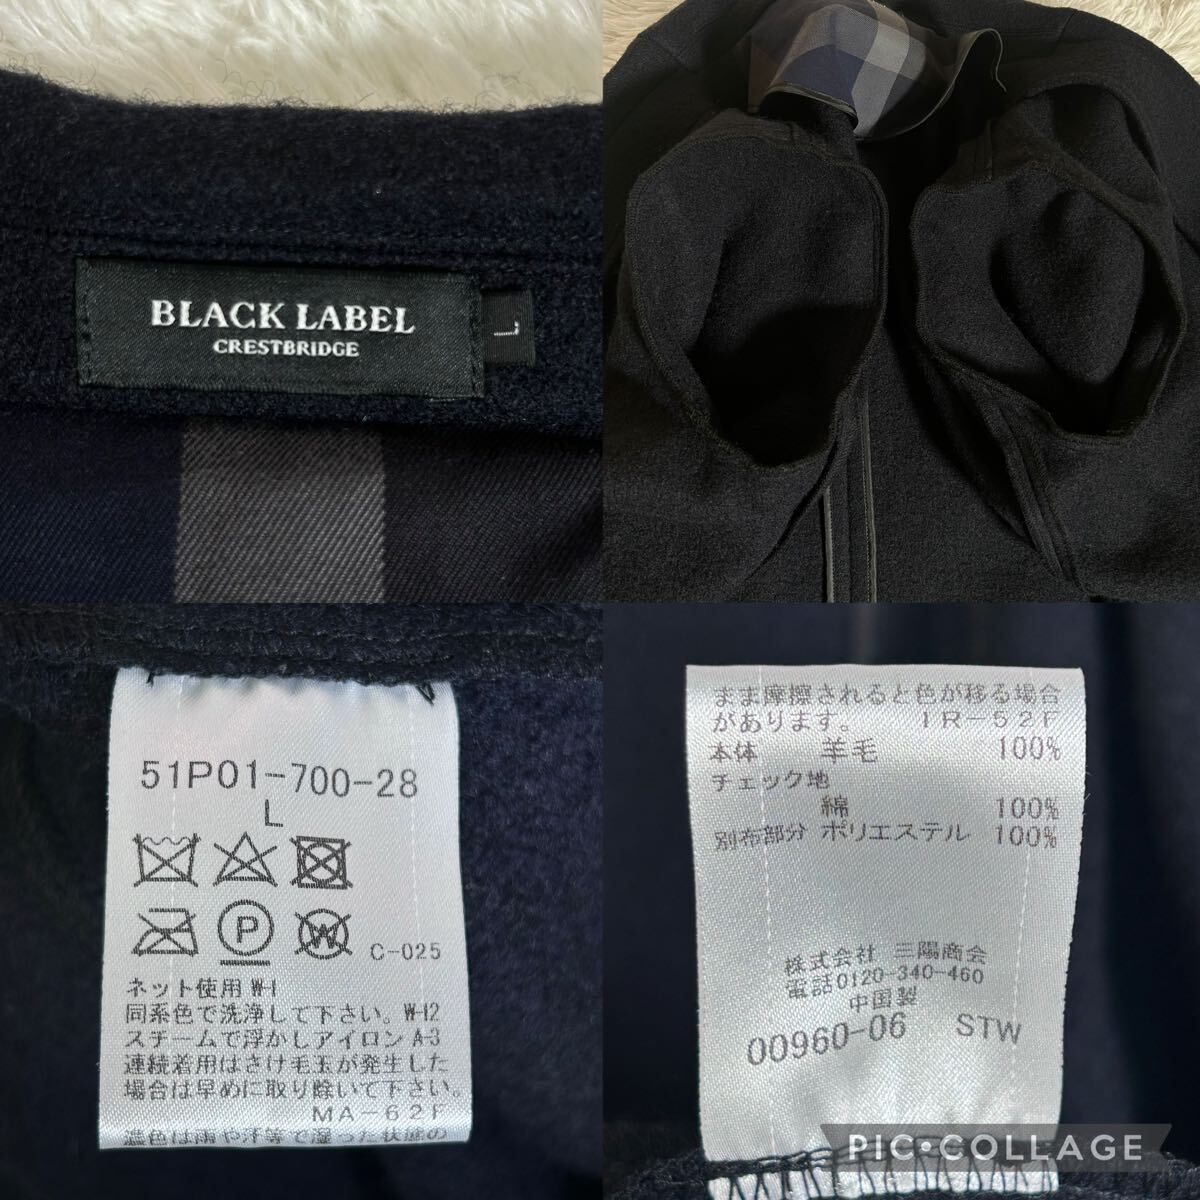 BLACK LABEL
CRESTBRIDGE
L
51P01-700-28
L
P
W
C-025
ネット使用 W-1
同系色で洗浄して下さい。W-12
スチームで浮かしアイロン A-3
連続着用はさけ毛玉が発生した
場合は早めに取り除いて下さい。
MA-62F
濃色は雨や汗等で湿った状態の
まま摩擦されると色が移る場合
があります。 IR-52F
本体 羊毛 100%
チェック地
綿 100%
別布部分 ポリエステル 100%
株式会社 三陽商会
電話0120-340-460
中国製
00960-06 STW
PIC•COLLAGE